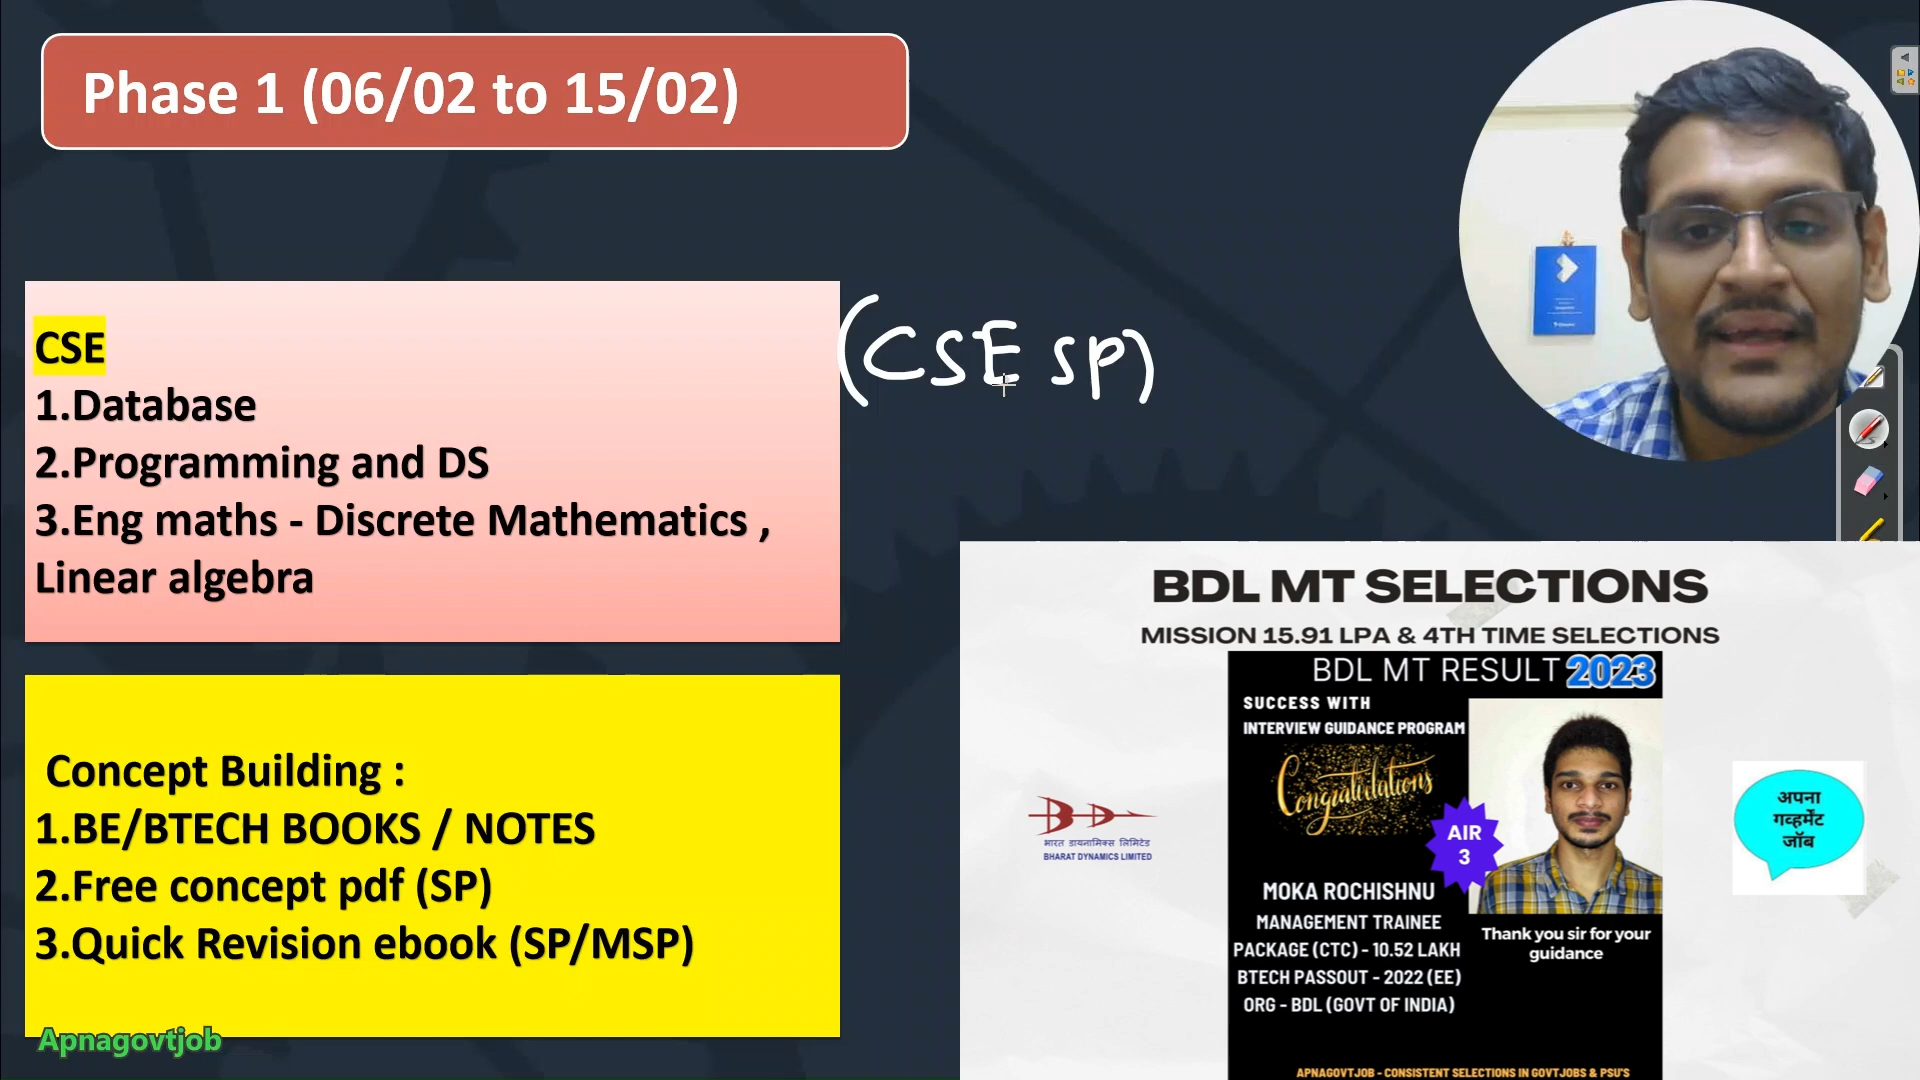 Phase 1 (06/02 to 15/02)
CSE
1.Database
2.Programming and DS
3.Eng maths - Discrete Mathematics ,
Linear algebra
(CSE SP)
Concept Building :
1.BE/BTECH BOOKS / NOTES
2.Free concept pdf (SP)
3.Quick Revision ebook (SP/MSP)
Apnagovtjob
BDL MT SELECTIONS
MISSION 15.91 LPA & 4TH TIME SELECTIONS
BDL MT RESULT 2023
SUCCESS WITH
INTERVIEW GUIDANCE PROGRAM
Congratulations
AIR
3
MOKA ROCHISHNU
MANAGEMENT TRAINEE
PACKAGE (CTC) - 10.52 LAKH
BTECH PASSOUT - 2022 (EE)
ORG - BDL (GOVT OF INDIA)
Thank you sir for your
guidance
भारत डायनामिक्स लिमिटेड
BHARAT DYNAMICS LIMITED
अपना
गव्हर्मेंट
जॉब
APNAGOVTJOB - CONSISTENT SELECTIONS IN GOVTJOBS & PSU'S